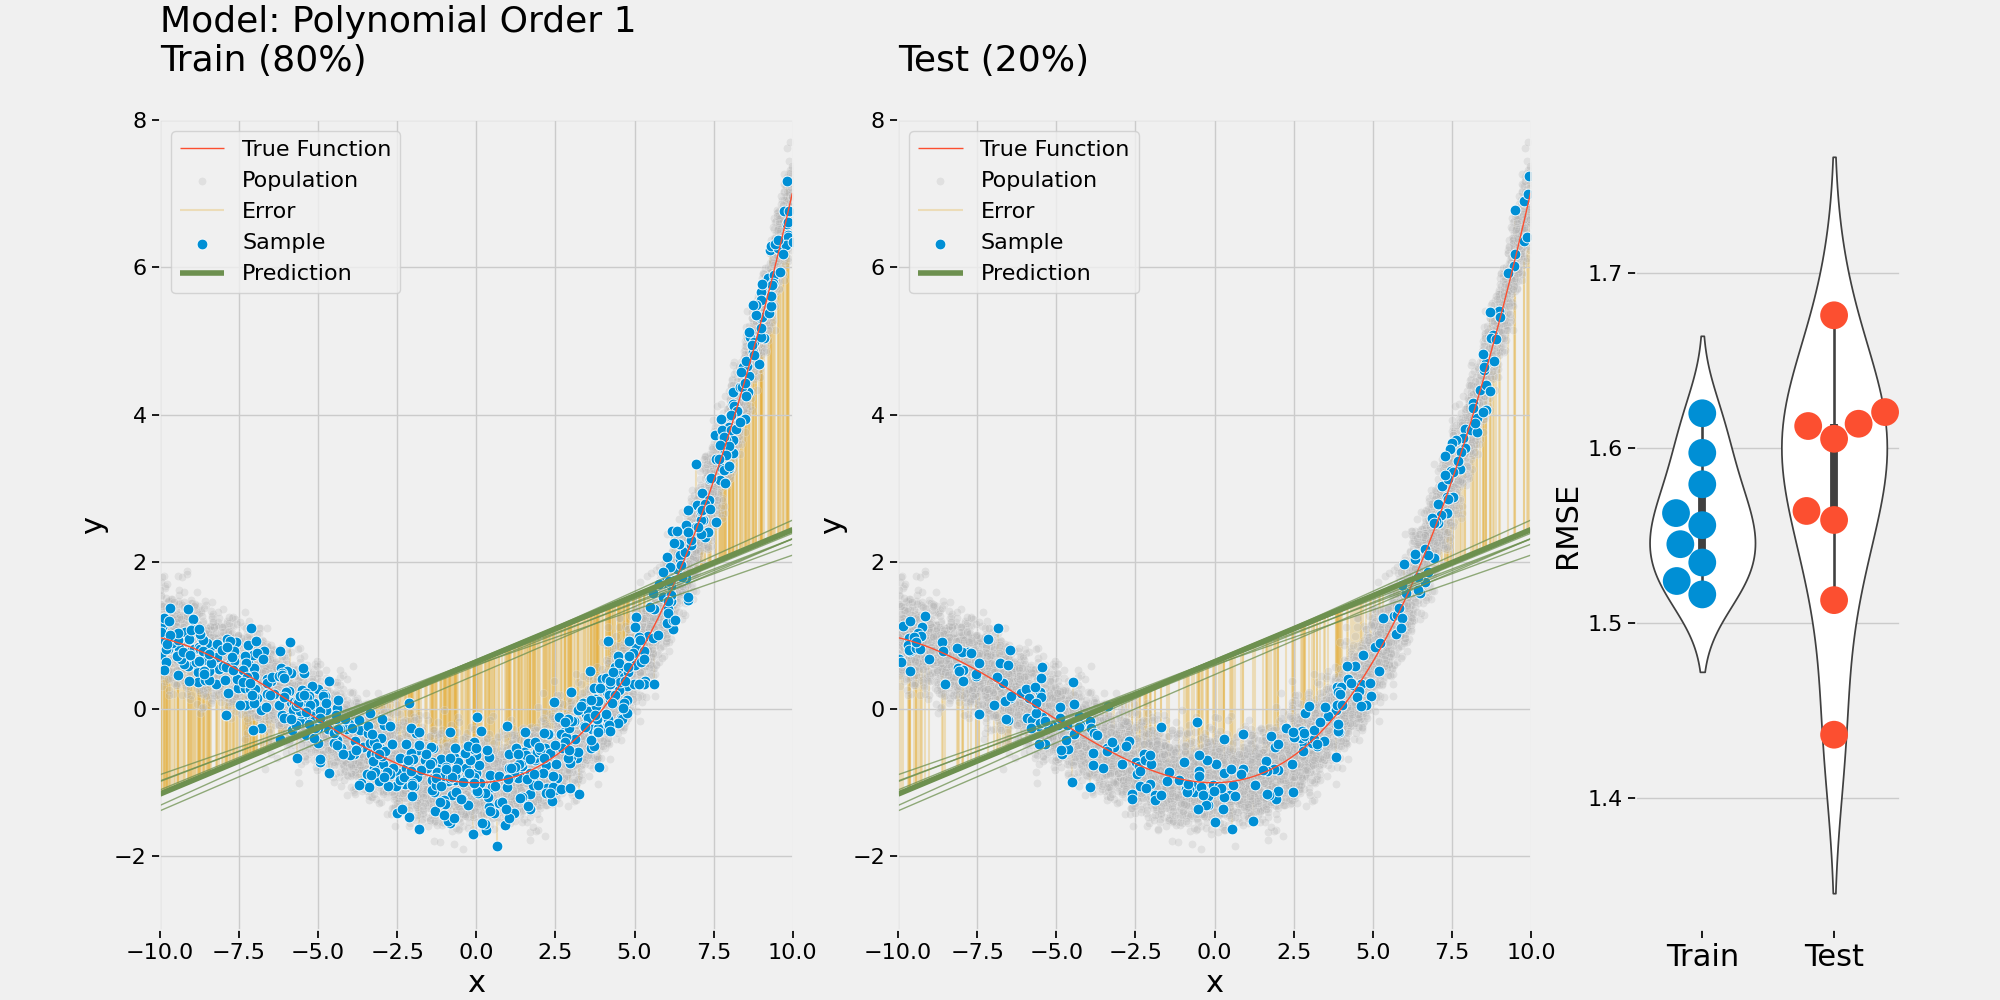 Model: Polynomial Order 1
Train (80%)
Test (20%)
8
6
4
2
0
−2
y
True Function
Population
Error
Sample
Prediction
−10.0 −7.5 −5.0 −2.5 0.0 2.5 5.0 7.5 10.0
x
8
6
4
2
0
−2
y
True Function
Population
Error
Sample
Prediction
−10.0 −7.5 −5.0 −2.5 0.0 2.5 5.0 7.5 10.0
x
1.7
1.6
1.5
1.4
RMSE
Train Test